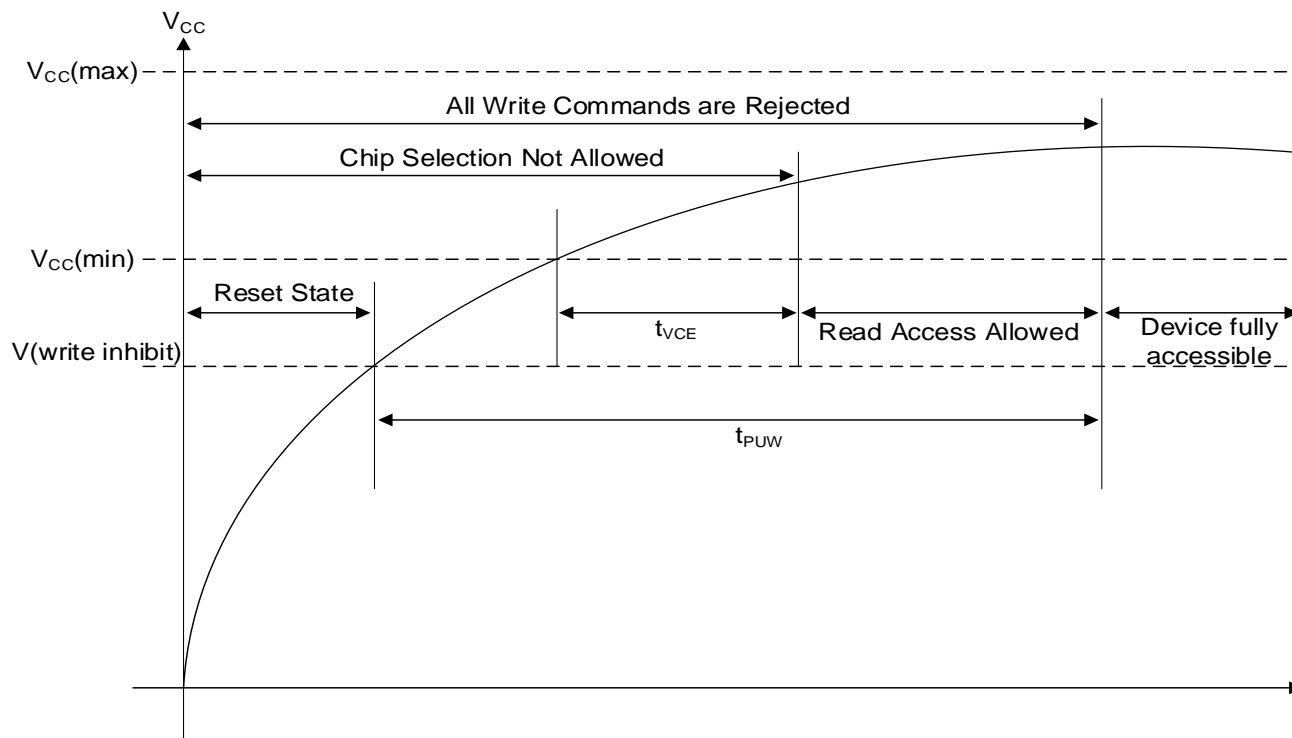 VCC
VCC(max)
All Write Commands are Rejected
Chip Selection Not Allowed
VCC(min)
Reset State
tVCE
Read Access Allowed
Device fully
accessible
V(write inhibit)
tPUW